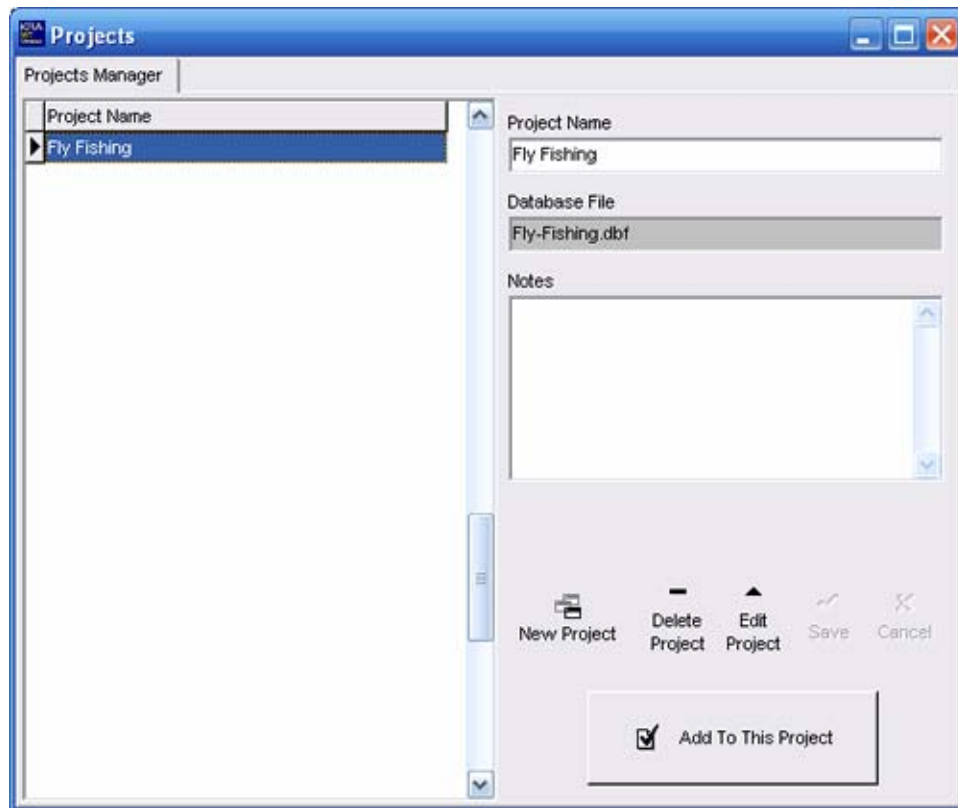 Projects
Projects Manager
Project Name
Fly Fishing
Project Name
Fly Fishing
Database File
Fly-Fishing.dbf
Notes
New Project
Delete
Project
Edit
Project
Save
Cancel
Add To This Project